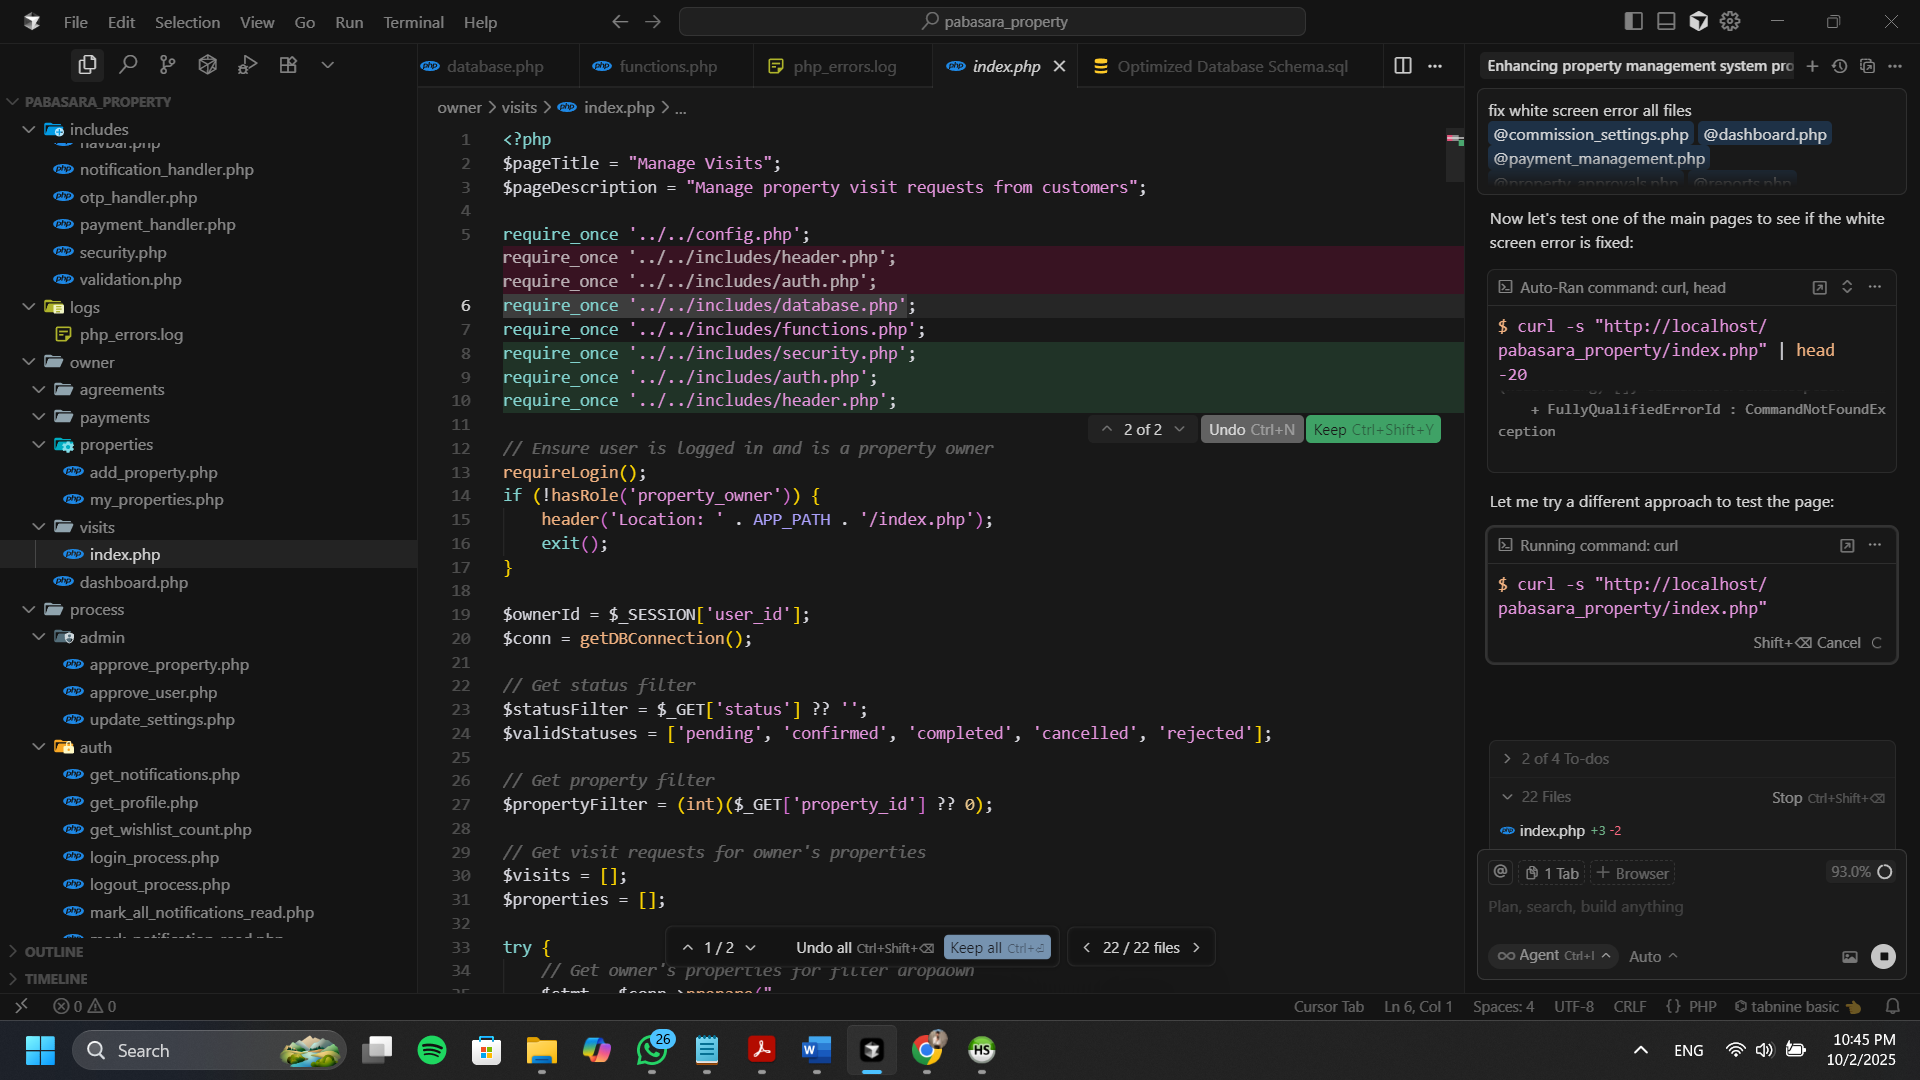 File Edit Selection View Go Run Terminal Help
pabasara_property
PABASARA_PROPERTY
includes
navbar.php
notification_handler.php
otp_handler.php
payment_handler.php
security.php
validation.php
logs
php_errors.log
owner
agreements
payments
properties
add_property.php
my_properties.php
visits
index.php
dashboard.php
process
admin
approve_property.php
approve_user.php
update_settings.php
auth
get_notifications.php
get_profile.php
get_wishlist_count.php
login_process.php
logout_process.php
mark_all_notifications_read.php
mark_notification_read.php
OUTLINE
TIMELINE
database.php functions.php php_errors.log index.php Optimized Database Schema.sql
owner > visits > index.php > ...
1 <?php
2 $pageTitle = "Manage Visits";
3 $pageDescription = "Manage property visit requests from customers";
4
5 require_once '../../config.php';
require_once '../../includes/header.php';
require_once '../../includes/auth.php';
6 require_once '../../includes/database.php';
7 require_once '../../includes/functions.php';
8 require_once '../../includes/security.php';
9 require_once '../../includes/auth.php';
10 require_once '../../includes/header.php';
11
2 of 2 Undo Ctrl+N Keep Ctrl+Shift+Y
12 // Ensure user is logged in and is a property owner
13 requireLogin();
14 if (!hasRole('property_owner')) {
15 header('Location: ' . APP_PATH . '/index.php');
16 exit();
17 }
18
19 $ownerId = $_SESSION['user_id'];
20 $conn = getDBConnection();
21
22 // Get status filter
23 $statusFilter = $_GET['status'] ?? '';
24 $validStatuses = ['pending', 'confirmed', 'completed', 'cancelled', 'rejected'];
25
26 // Get property filter
27 $propertyFilter = (int)($_GET['property_id'] ?? 0);
28
29 // Get visit requests for owner's properties
30 $visits = [];
31 $properties = [];
32
33 try {
34 // Get owner's properties for filter dropdown
35 $stmt = $conn->prepare("
1 / 2 Undo all Ctrl+Shift+⌫ Keep all Ctrl+⏎ 22 / 22 files
Enhancing property management system pro
fix white screen error all files
@commission_settings.php @dashboard.php
@payment_management.php
@property_approvals.php @reports.php
Now let's test one of the main pages to see if the white
screen error is fixed:
Auto-Ran command: curl, head
$ curl -s "http://localhost/
pabasara_property/index.php" | head
-20
+ FullyQualifiedErrorId : CommandNotFoundEx
ception
Let me try a different approach to test the page:
Running command: curl
$ curl -s "http://localhost/
pabasara_property/index.php"
Shift+⌫ Cancel
2 of 4 To-dos
22 Files Stop Ctrl+Shift+⌫
index.php +3 -2
@ 1 Tab + Browser 93.0%
Plan, search, build anything
∞ Agent Ctrl+I Auto
0 0
Cursor Tab Ln 6, Col 1 Spaces: 4 UTF-8 CRLF {} PHP tabnine basic
Search
26
HS
ENG
10:45 PM
10/2/2025